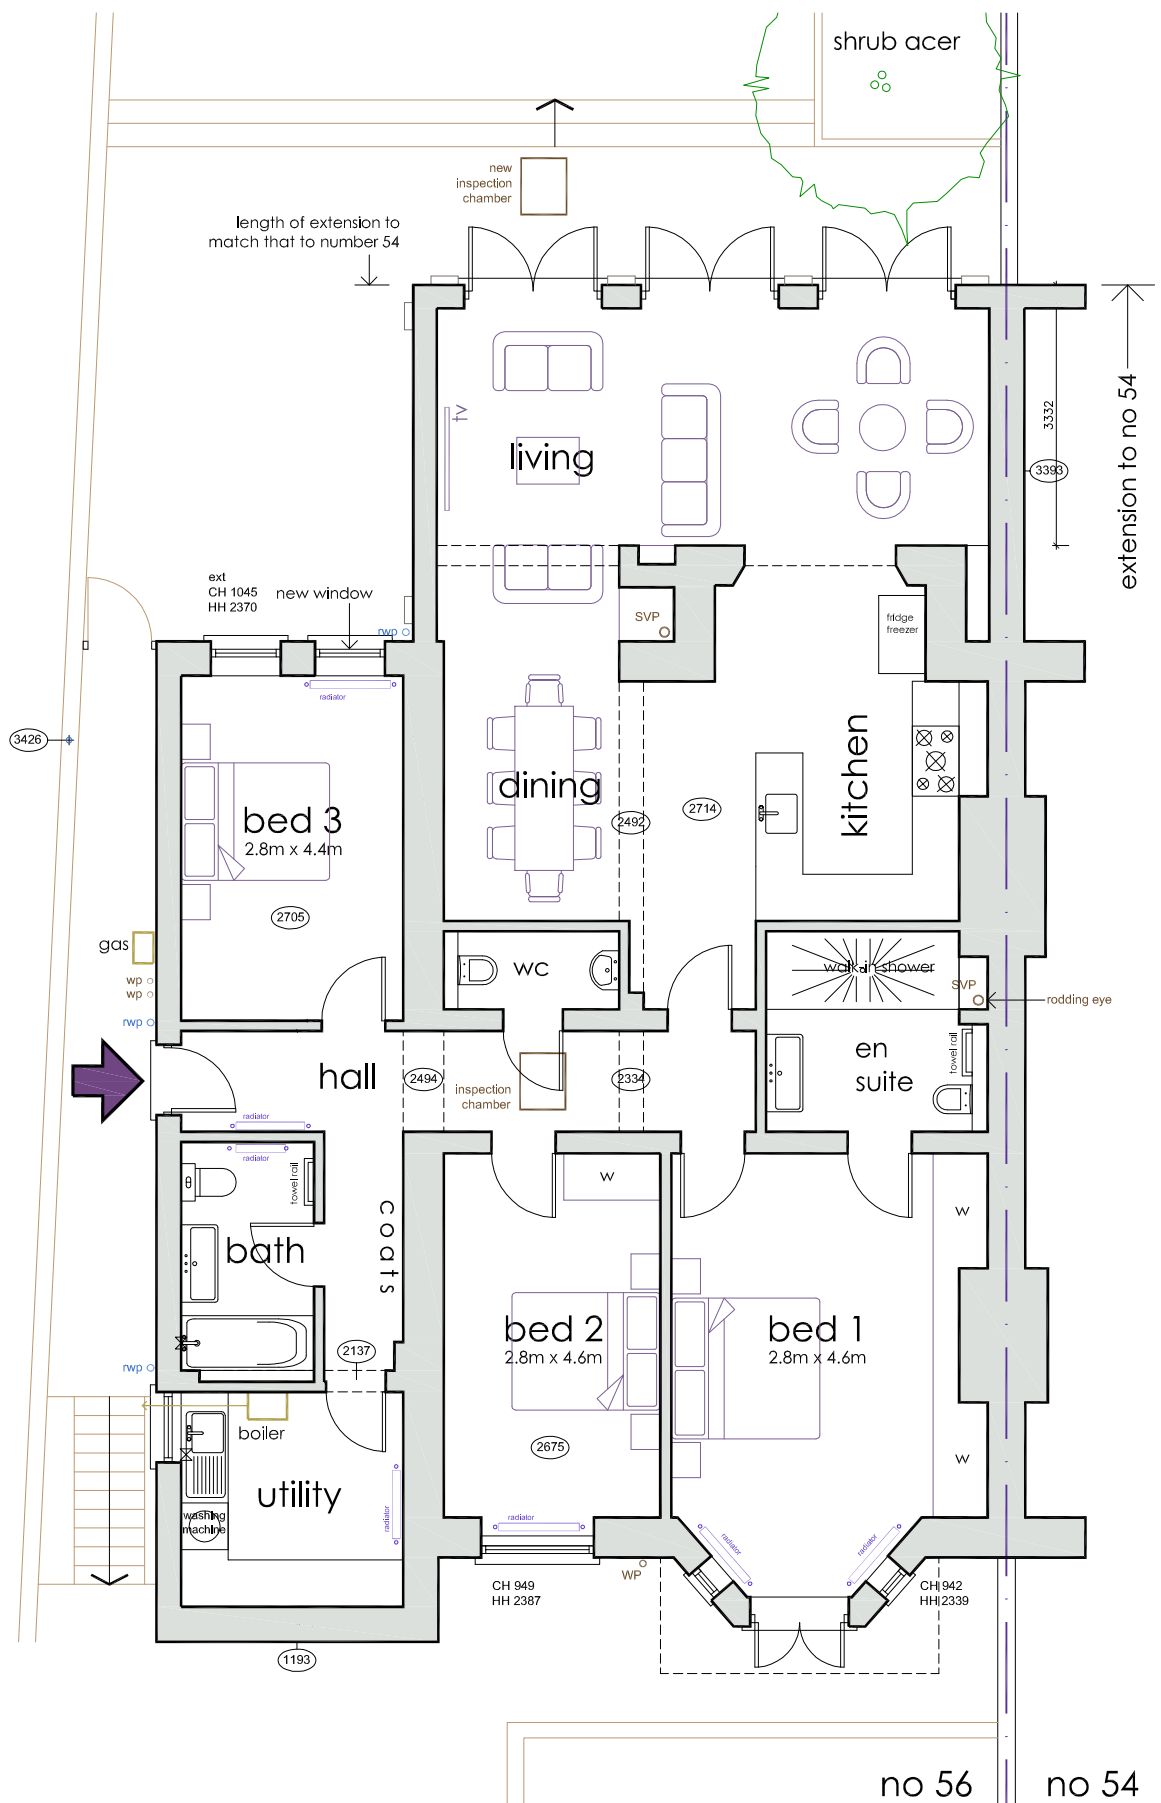 shrub acer
new
inspection
chamber
length of extension to
match that to number 54
tv
living
3332
3393
extension to no 54
ext
CH 1045
HH 2370
new window
rwp
SVP
fridge
freezer
radiator
3426
bed 3
2.8m x 4.4m
dining
2492
2714
kitchen
2705
gas
wp
wp
rwp
wc
walk-in shower
SVP
rodding eye
hall
2494
inspection
chamber
2334
en
suite
towel rail
radiator
radiator
towel rail
bath
coats
w
w
bed 2
2.8m x 4.6m
bed 1
2.8m x 4.6m
2137
rwp
boiler
2675
w
utility
washing
machine
radiator
radiator
radiator
radiator
WP
CH 949
HH 2387
CH 942
HH 2339
1193
no 56
no 54